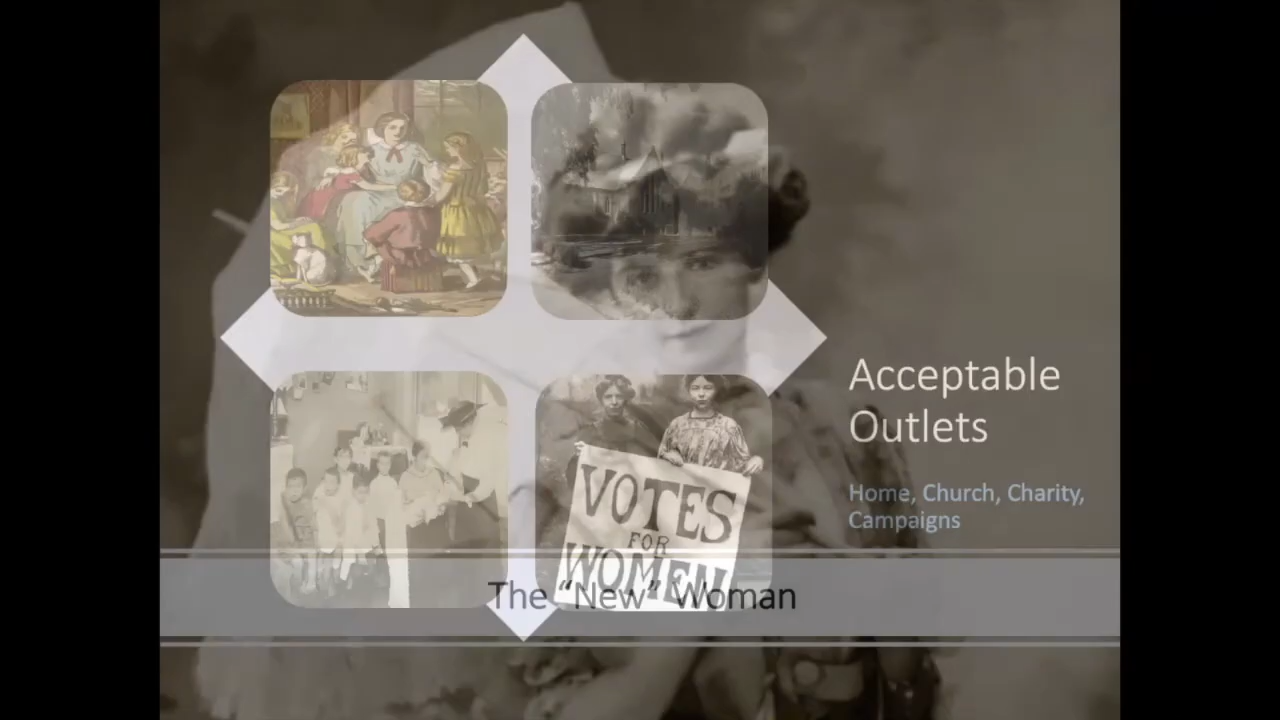 Acceptable
Outlets
Home, Church, Charity,
Campaigns
VOTES
FOR
WOMEN
The “New” Woman